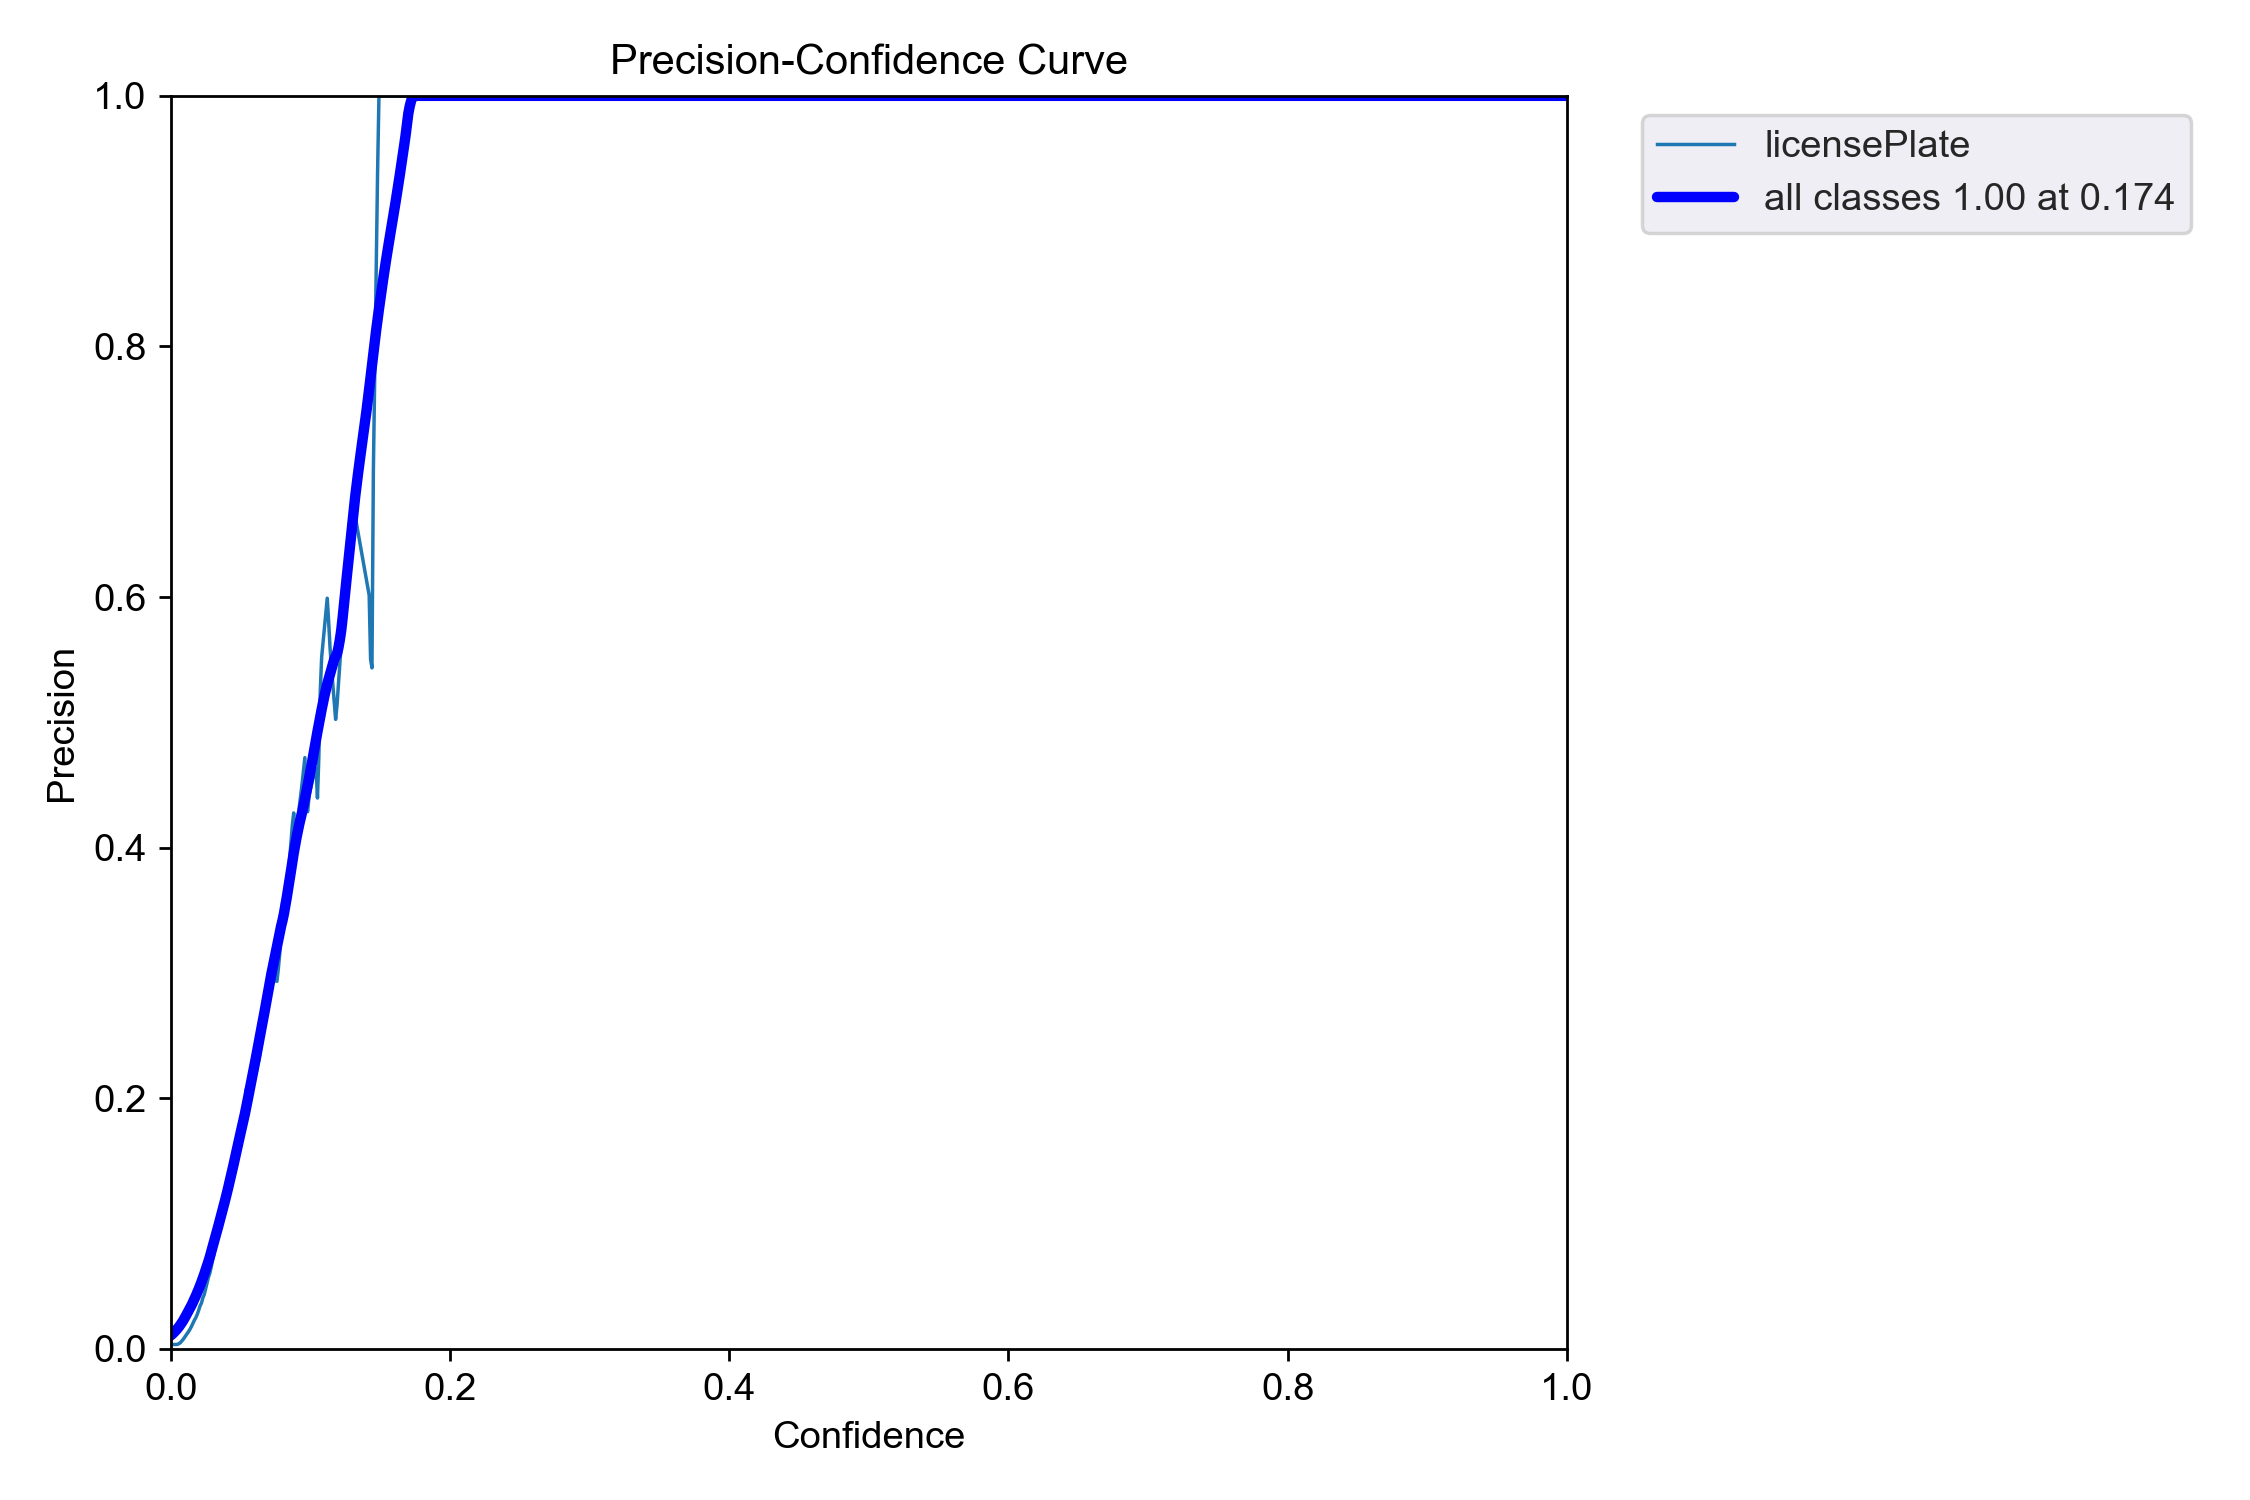 Precision-Confidence Curve
1.0
0.8
0.6
0.4
0.2
0.0
Precision
0.0 0.2 0.4 0.6 0.8 1.0
Confidence
licensePlate
all classes 1.00 at 0.174